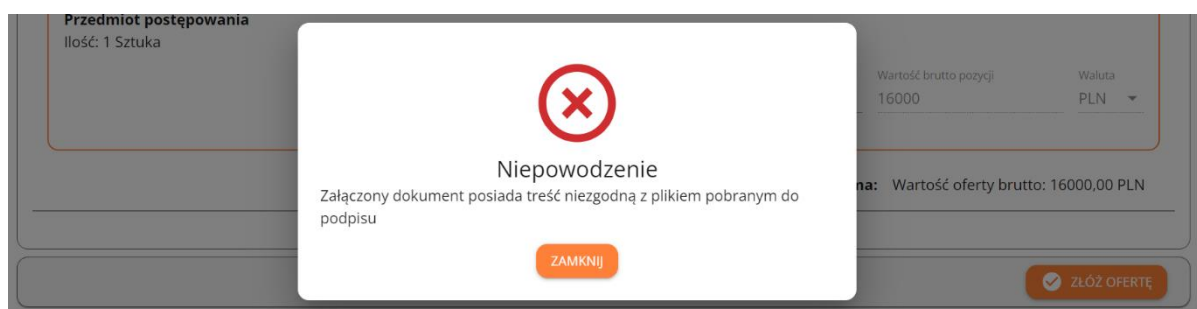 Przedmiot postępowania
Ilość: 1 Sztuka
Wartość brutto pozycji
Waluta
16000
PLN
Niepowodzenie
Załączony dokument posiada treść niezgodną z plikiem pobranym do
podpisu
na: Wartość oferty brutto: 16000,00 PLN
ZAMKNIJ
ZŁÓŻ OFERTĘ